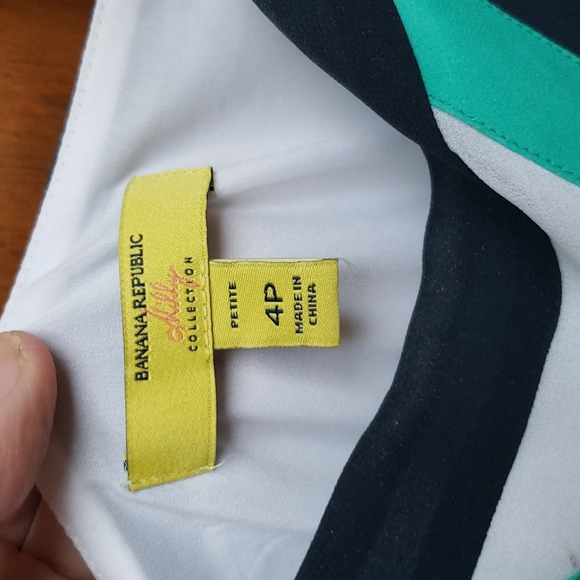 BANANA REPUBLIC
Milly
COLLECTION
PETITE
4P
MADE IN
CHINA